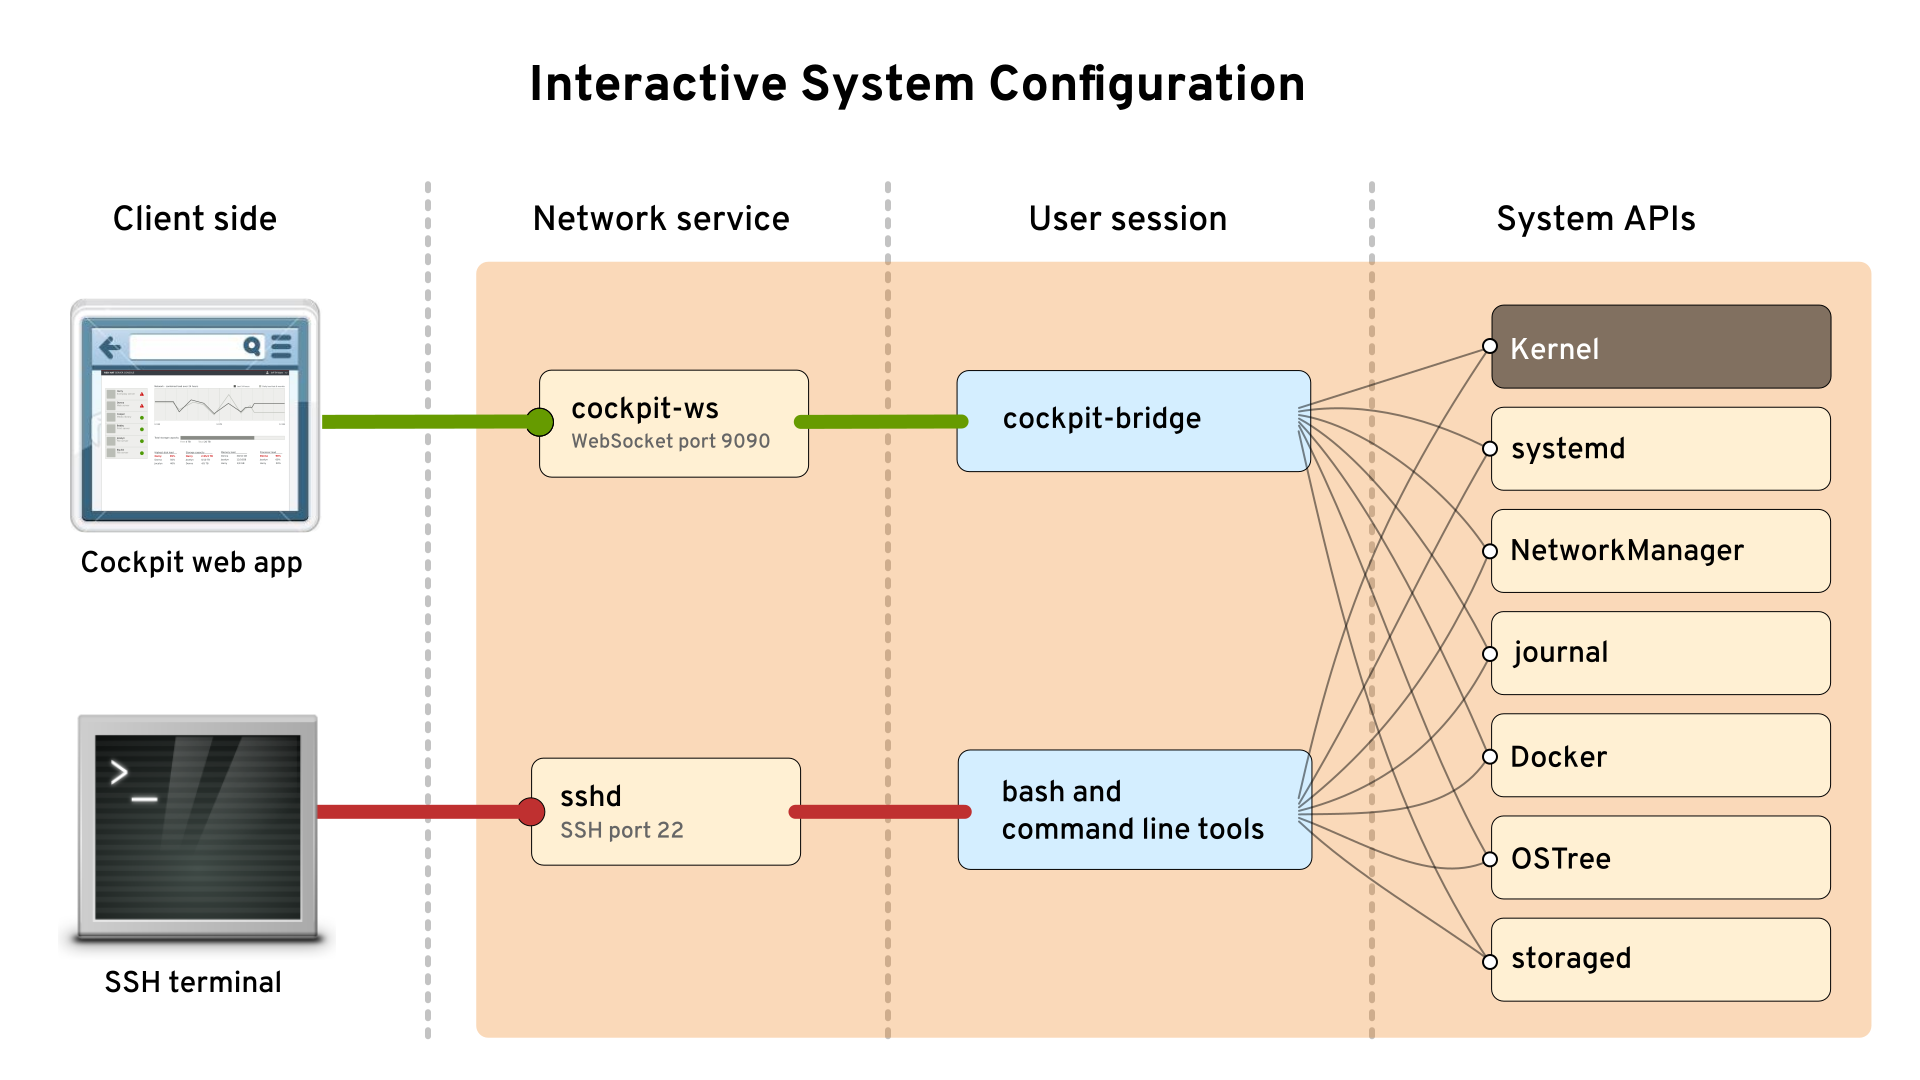 Interactive System Configuration
Client side
Network service
User session
System APIs
Cockpit web app
cockpit-ws
WebSocket port 9090
cockpit-bridge
Kernel
systemd
NetworkManager
journal
Docker
OSTree
storaged
>_
SSH terminal
sshd
SSH port 22
bash and
command line tools